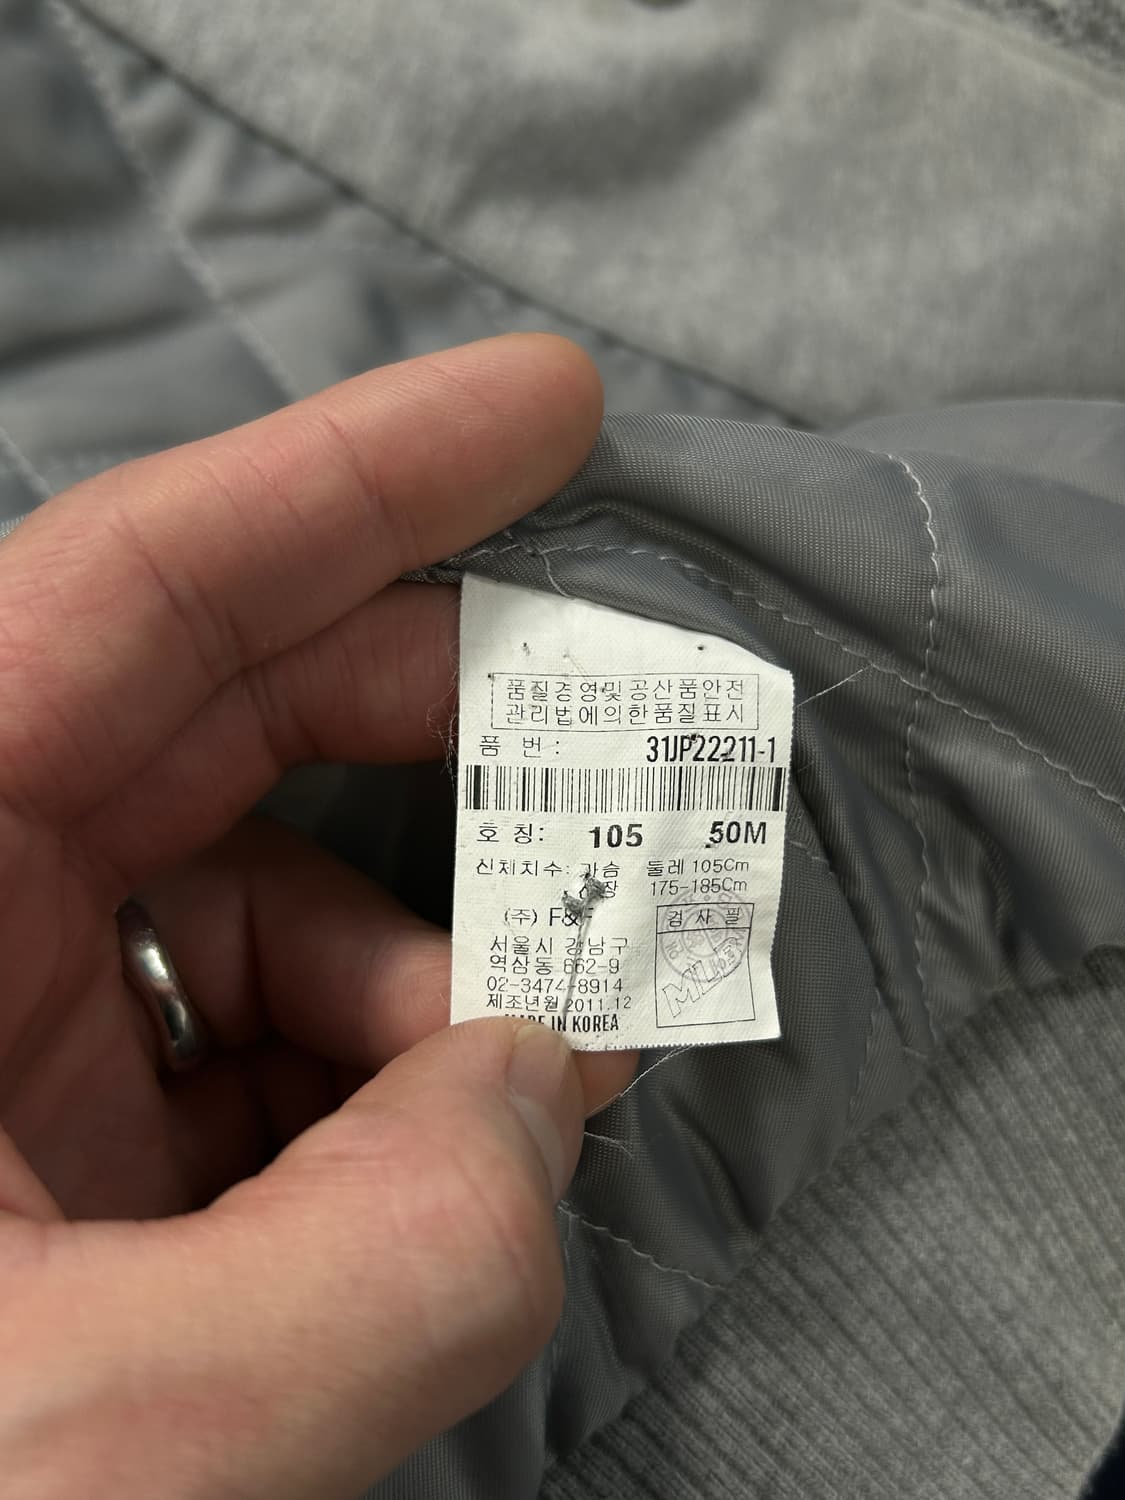 품질경영및공산품안전
관리법에의한품질표시
품 번 : 31JP22211-1
호 칭: 105 50M
신체치수: 가슴 둘레 105Cm
175-185Cm
(주) F&F
검 사 필
서울시 강남구
역삼동 662-9
02-3474-8914
제조년월 2011.12
MADE IN KOREA